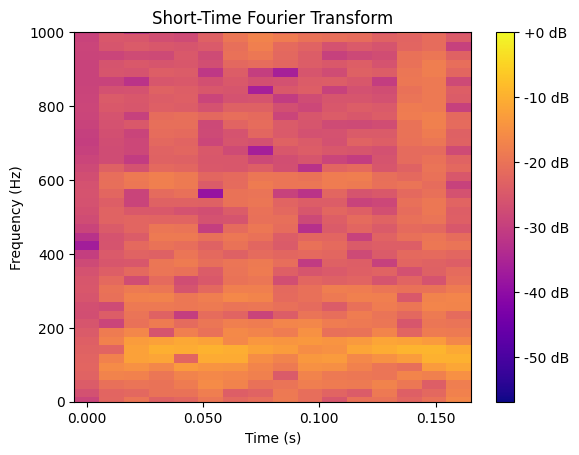 Short-Time Fourier Transform
1000
800
600
400
200
0
Frequency (Hz)
0.000
0.050
0.100
0.150
Time (s)
+0 dB
-10 dB
-20 dB
-30 dB
-40 dB
-50 dB